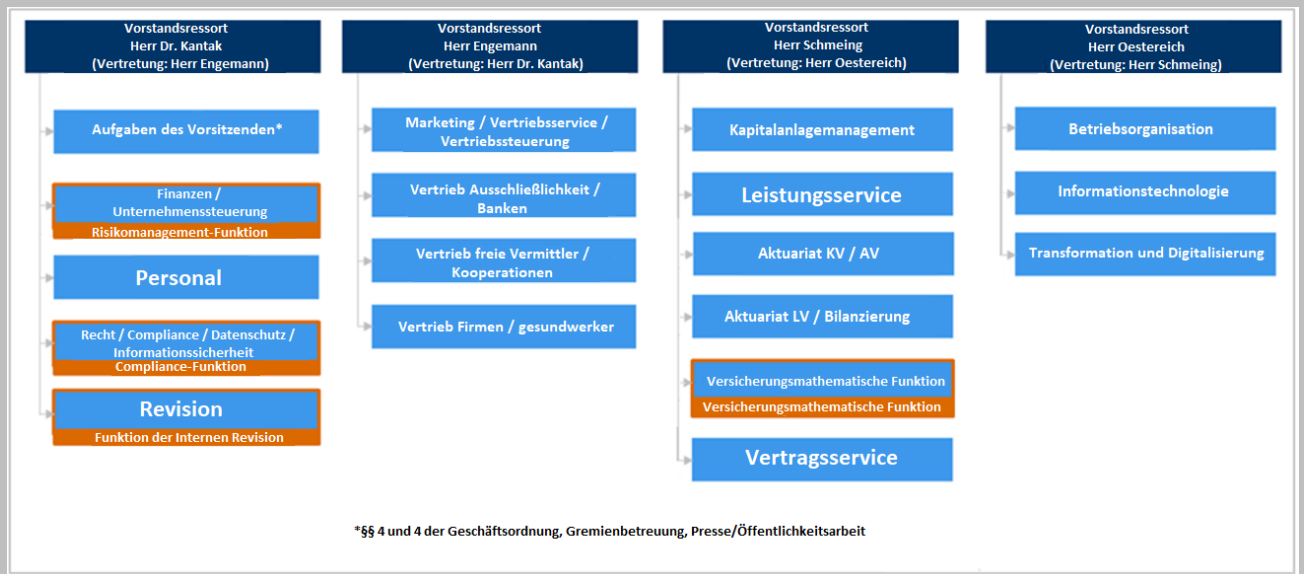 Vorstandsressort
Herr Dr. Kantak
(Vertretung: Herr Engemann)
Aufgaben des Vorsitzenden*
Finanzen /
Unternehmenssteuerung
Risikomanagement-Funktion
Personal
Recht / Compliance / Datenschutz /
Informationssicherheit
Compliance-Funktion
Revision
Funktion der Internen Revision
Vorstandsressort
Herr Engemann
(Vertretung: Herr Dr. Kantak)
Marketing / Vertriebsservice /
Vertriebssteuerung
Vertrieb Ausschließlichkeit /
Banken
Vertrieb freie Vermittler /
Kooperationen
Vertrieb Firmen / gesundwerker
Vorstandsressort
Herr Schmeing
(Vertretung: Herr Oestereich)
Kapitalanlagemanagement
Leistungsservice
Aktuariat KV / AV
Aktuariat LV / Bilanzierung
Versicherungsmathematische Funktion
Versicherungsmathematische Funktion
Vertragsservice
Vorstandsressort
Herr Oestereich
(Vertretung: Herr Schmeing)
Betriebsorganisation
Informationstechnologie
Transformation und Digitalisierung
*§§ 4 und 4 der Geschäftsordnung, Gremienbetreuung, Presse/Öffentlichkeitsarbeit